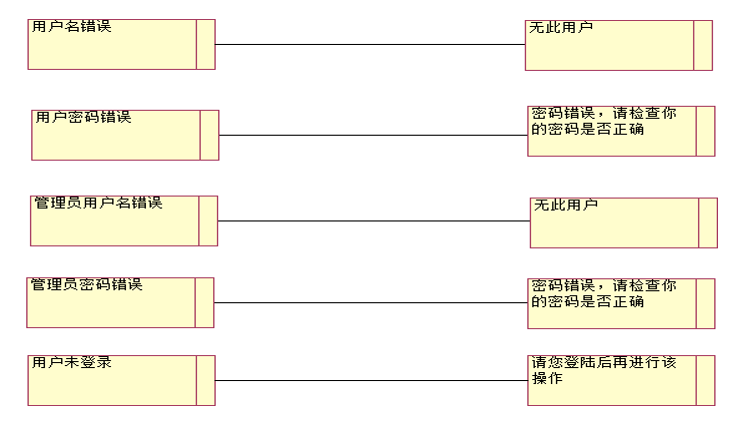 用户名错误
无此用户
用户密码错误
密码错误，请检查你
的密码是否正确
管理员用户名错误
无此用户
管理员密码错误
密码错误，请检查你
的密码是否正确
用户未登录
请您登陆后再进行该
操作